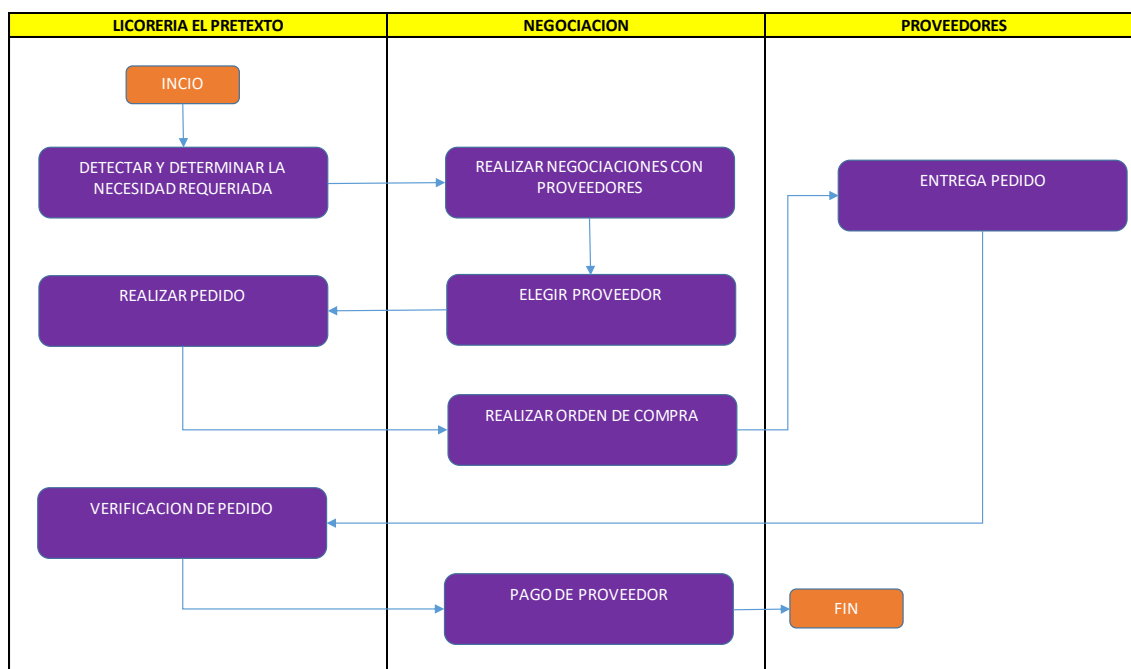 LICORERIA EL PRETEXTO
NEGOCIACION
PROVEEDORES
INCIO
DETECTAR Y DETERMINAR LA
NECESIDAD REQUERIADA
REALIZAR NEGOCIACIONES CON
PROVEEDORES
ENTREGA PEDIDO
REALIZAR PEDIDO
ELEGIR PROVEEDOR
REALIZAR ORDEN DE COMPRA
VERIFICACION DE PEDIDO
PAGO DE PROVEEDOR
FIN